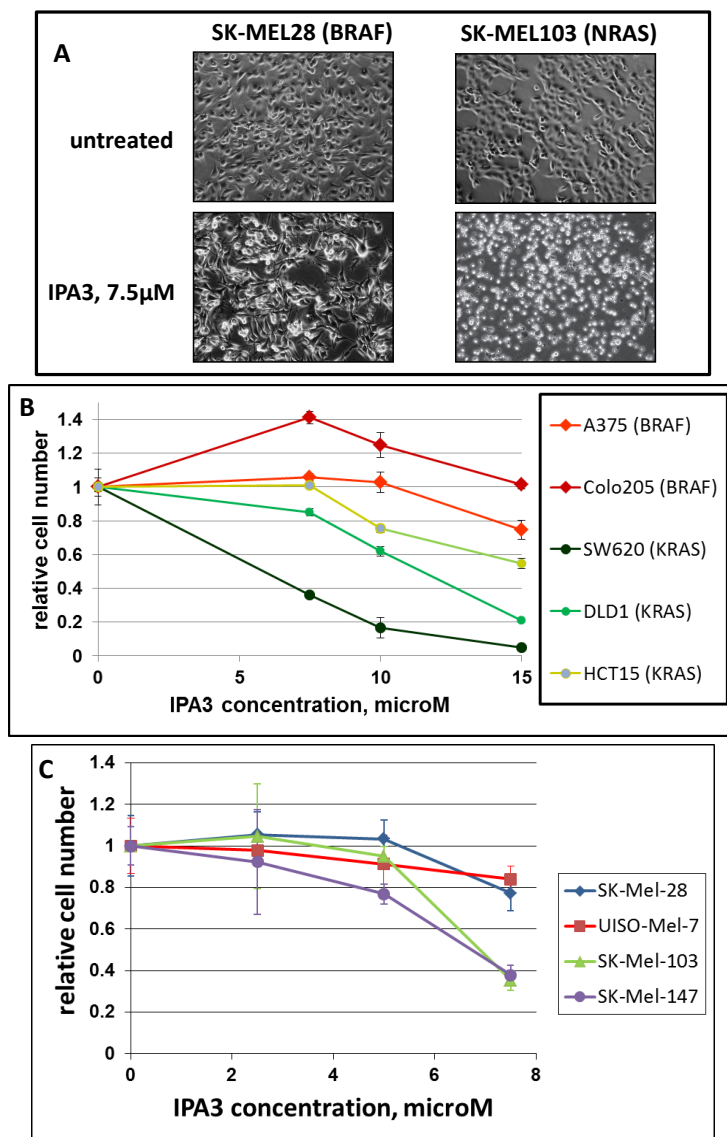 A
SK-MEL28 (BRAF)
SK-MEL103 (NRAS)
untreated
IPA3, 7.5µM
B
relative cell number
1.4
1.2
1
0.8
0.6
0.4
0.2
0
0
5
10
15
IPA3 concentration, microM
A375 (BRAF)
Colo205 (BRAF)
SW620 (KRAS)
DLD1 (KRAS)
HCT15 (KRAS)
C
relative cell number
1.4
1.2
1
0.8
0.6
0.4
0.2
0
0
2
4
6
8
IPA3 concentration, microM
SK-Mel-28
UISO-Mel-7
SK-Mel-103
SK-Mel-147